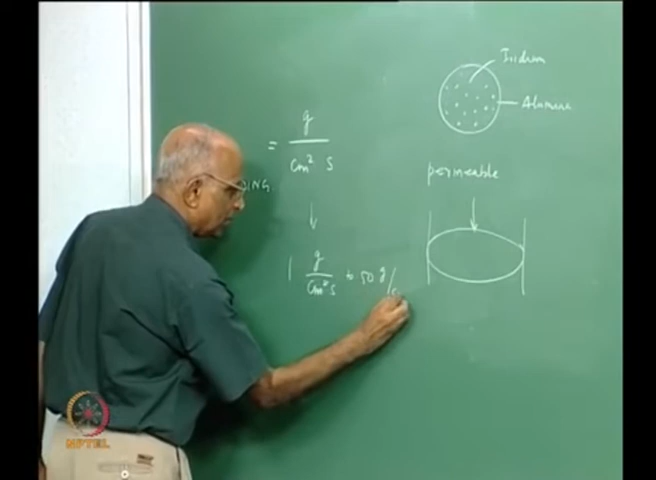 Iridium
Alumina
= g
cm² s
DING.
permeable
↓
1 g
cm² s to 50 g/c
NPTEL